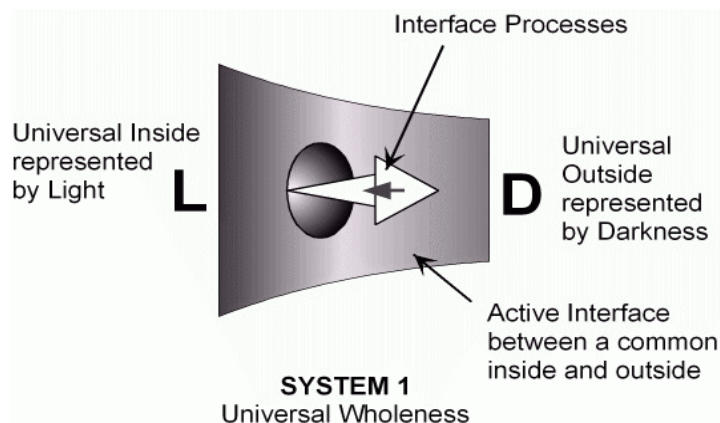 Interface Processes
Universal Inside
represented
by Light
L
D
Universal
Outside
represented
by Darkness
Active Interface
between a common
inside and outside
SYSTEM 1
Universal Wholeness